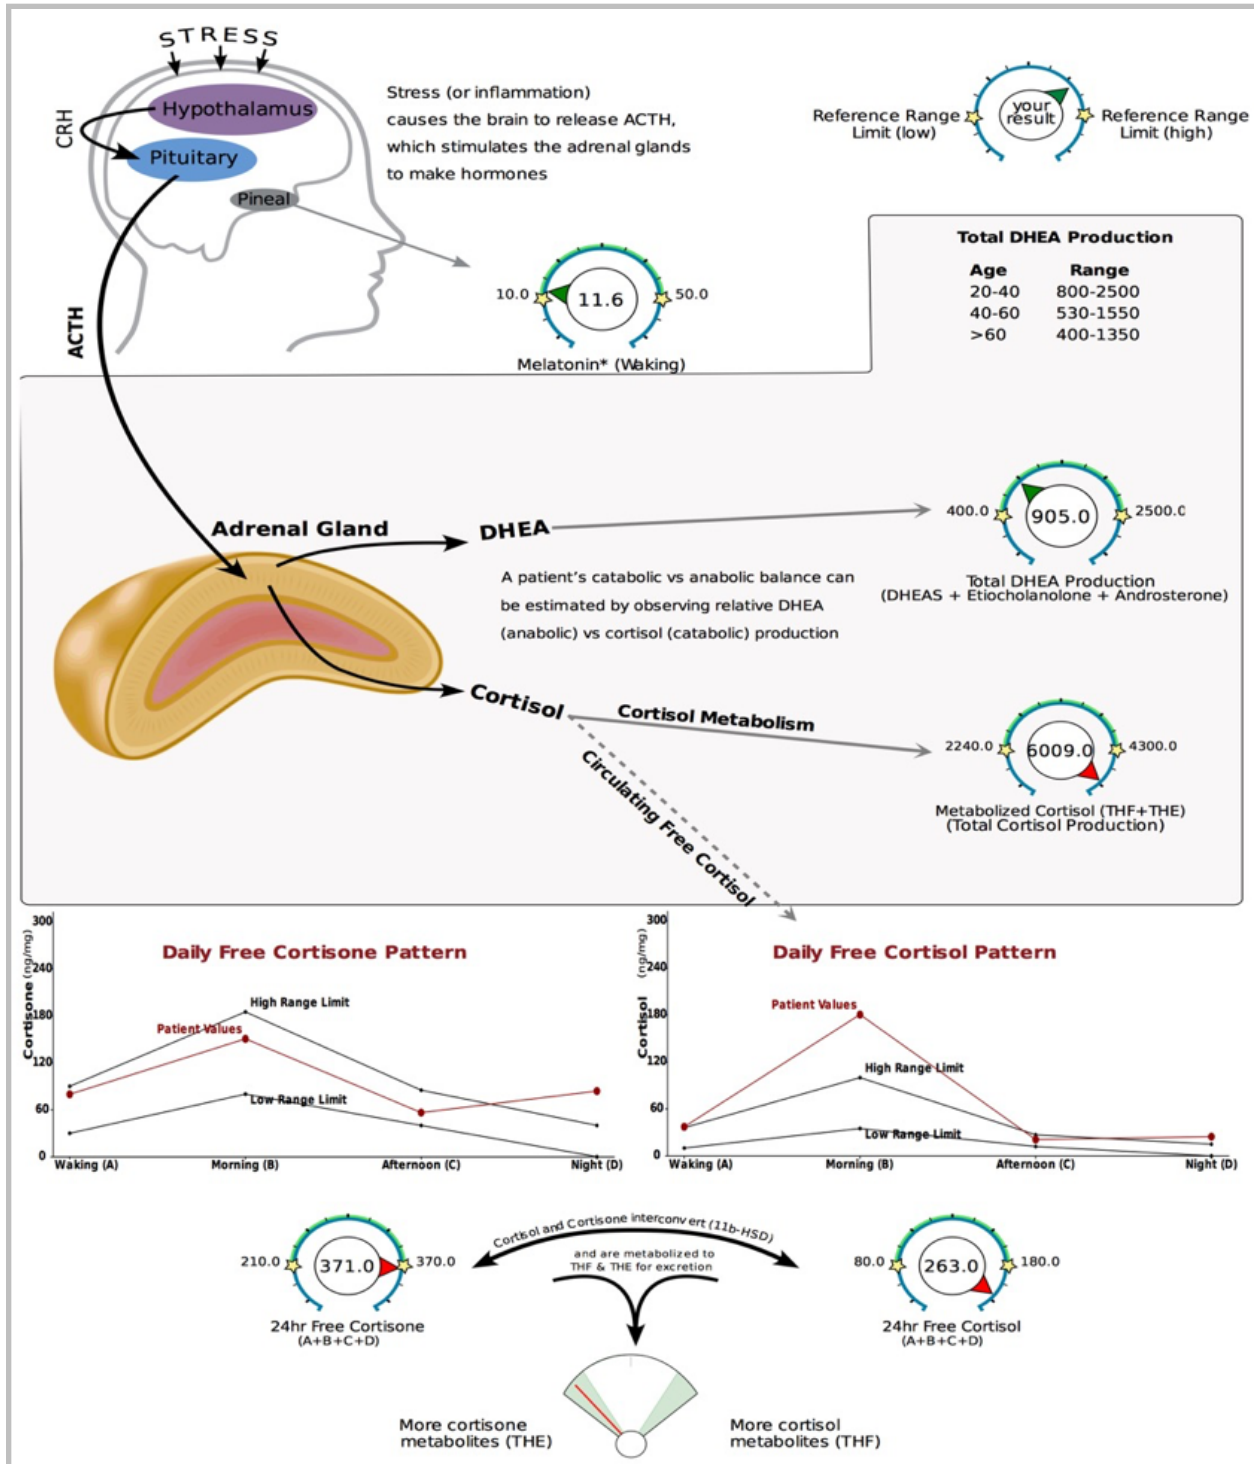 STRESS
Hypothalamus
CRH
Pituitary
Pineal
ACTH
Stress (or inflammation)
causes the brain to release ACTH,
which stimulates the adrenal glands
to make hormones
Reference Range
Limit (low)
your
result
Reference Range
Limit (high)
10.0
11.6
50.0
Melatonin* (Waking)
Total DHEA Production
Age Range
20-40 800-2500
40-60 530-1550
>60 400-1350
Adrenal Gland
DHEA
400.0
905.0
2500.0
Total DHEA Production
(DHEAS + Etiocholanolone + Androsterone)
A patient's catabolic vs anabolic balance can
be estimated by observing relative DHEA
(anabolic) vs cortisol (catabolic) production
Cortisol
Cortisol Metabolism
2240.0
6009.0
4300.0
Metabolized Cortisol (THF+THE)
(Total Cortisol Production)
Circulating Free Cortisol
Daily Free Cortisone Pattern
Cortisone (ng/mg)
300
240
180
120
60
0
High Range Limit
Patient Values
Low Range Limit
Waking (A) Morning (B) Afternoon (C) Night (D)
Daily Free Cortisol Pattern
Cortisol (ng/mg)
300
240
180
120
60
0
Patient Values
High Range Limit
Low Range Limit
Waking (A) Morning (B) Afternoon (C) Night (D)
210.0
371.0
370.0
24hr Free Cortisone
(A+B+C+D)
Cortisol and Cortisone interconvert (11b-HSD)
and are metabolized to
THF & THE for excretion
80.0
263.0
180.0
24hr Free Cortisol
(A+B+C+D)
More cortisone
metabolites (THE)
More cortisol
metabolites (THF)